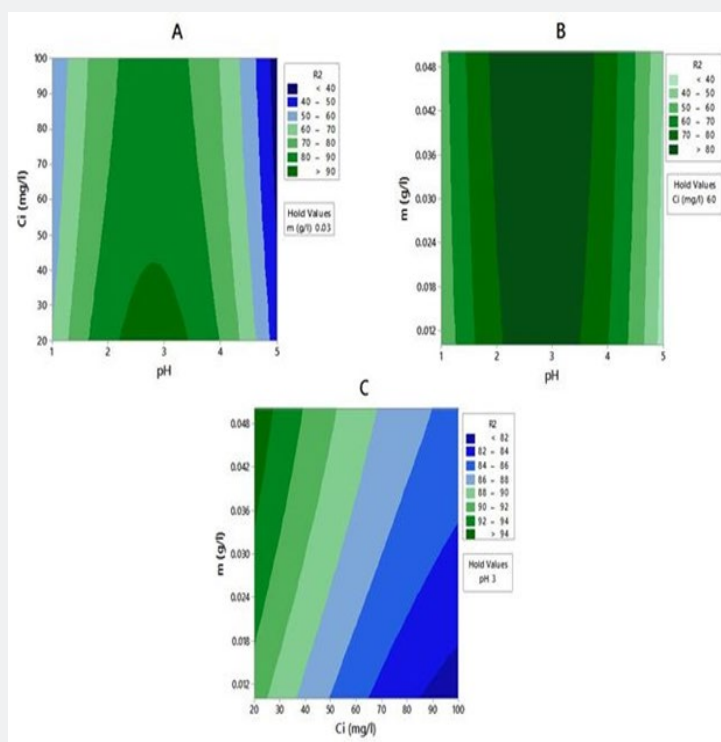 A
Ci (mg/l)
100
90
80
70
60
50
40
30
20
1
2
3
4
5
pH
R2
< 40
40 – 50
50 – 60
60 – 70
70 – 80
80 – 90
> 90
Hold Values
m (g/l) 0.03
B
m (g/l)
0.048
0.042
0.036
0.030
0.024
0.018
0.012
1
2
3
4
5
pH
R2
< 40
40 – 50
50 – 60
60 – 70
70 – 80
> 80
Hold Values
Ci (mg/l) 60
C
m (g/l)
0.048
0.042
0.036
0.030
0.024
0.018
0.012
20
30
40
50
60
70
80
90
100
Ci (mg/l)
R2
< 82
82 – 84
84 – 86
86 – 88
88 – 90
90 – 92
92 – 94
> 94
Hold Values
pH 3